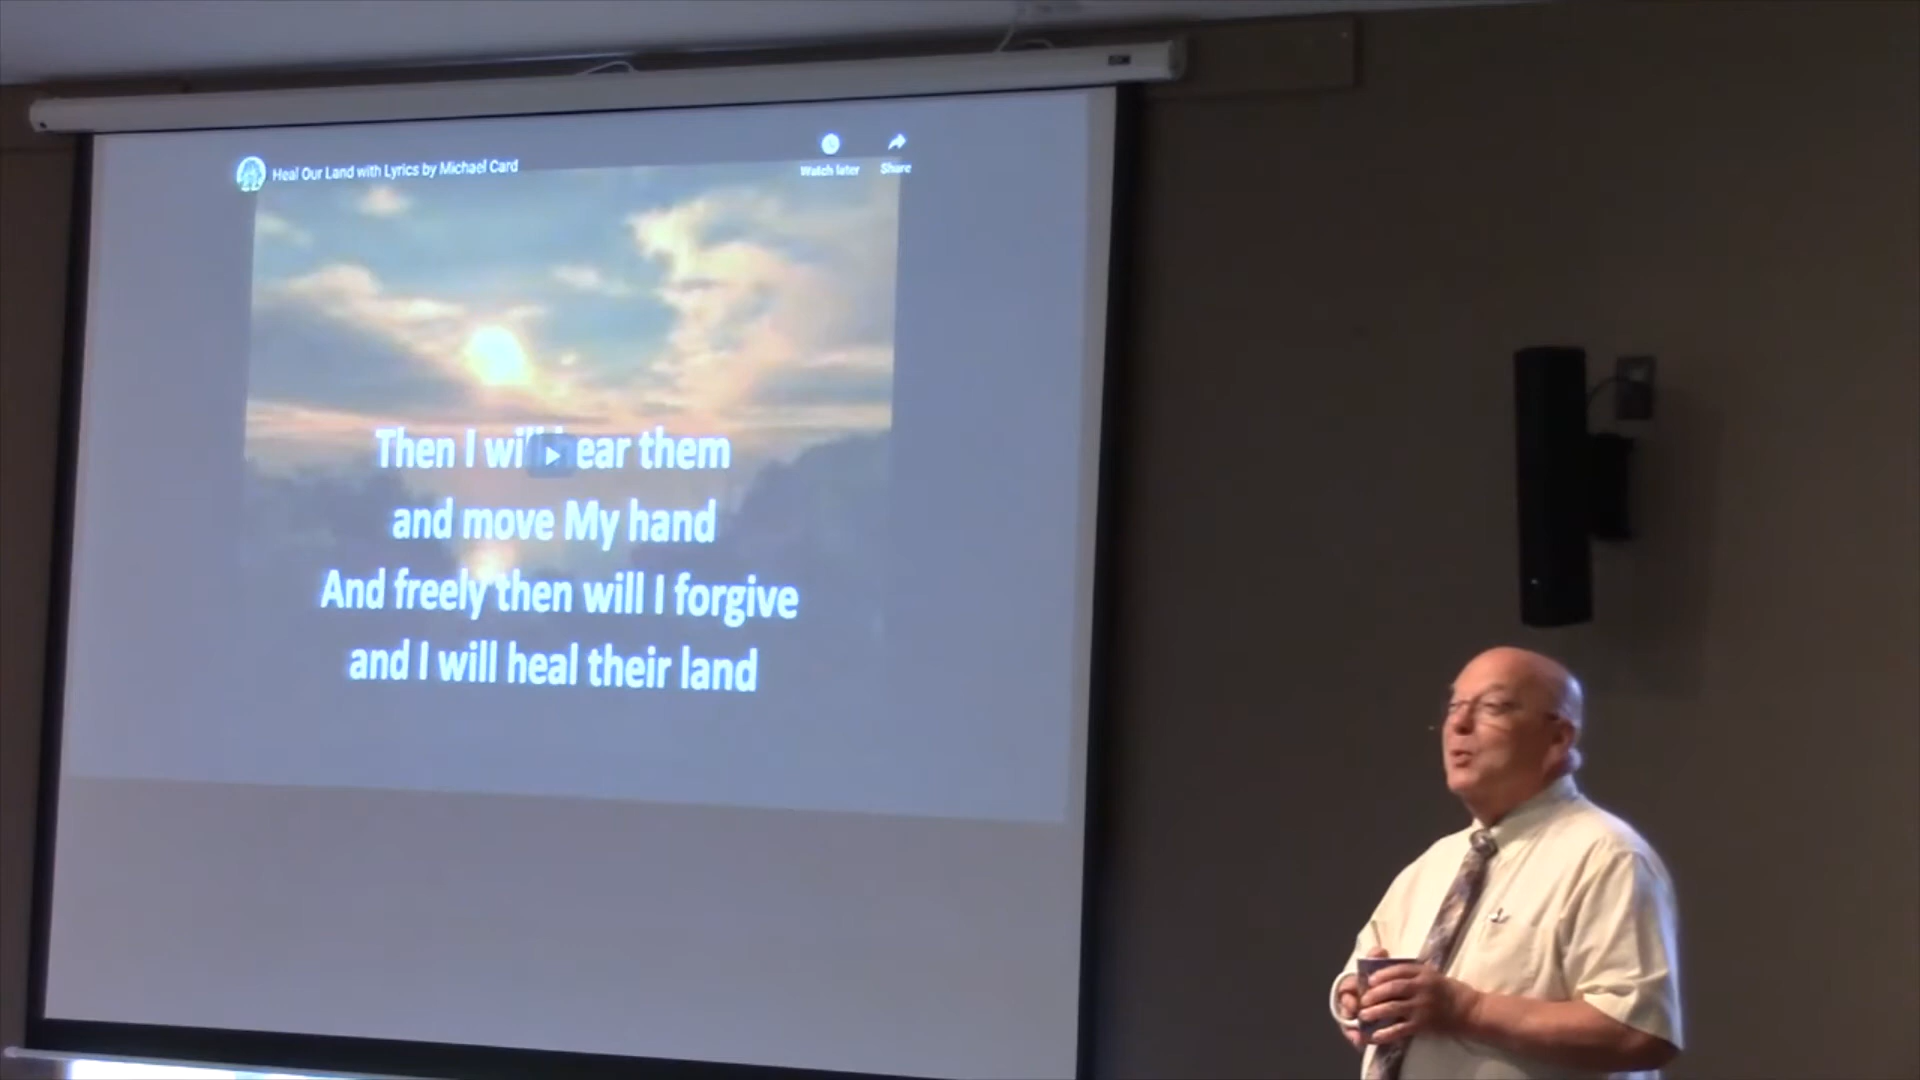 Heal Our Land with Lyrics by Michael Card
Watch later
Share
Then I will hear them
and move My hand
And freely then will I forgive
and I will heal their land